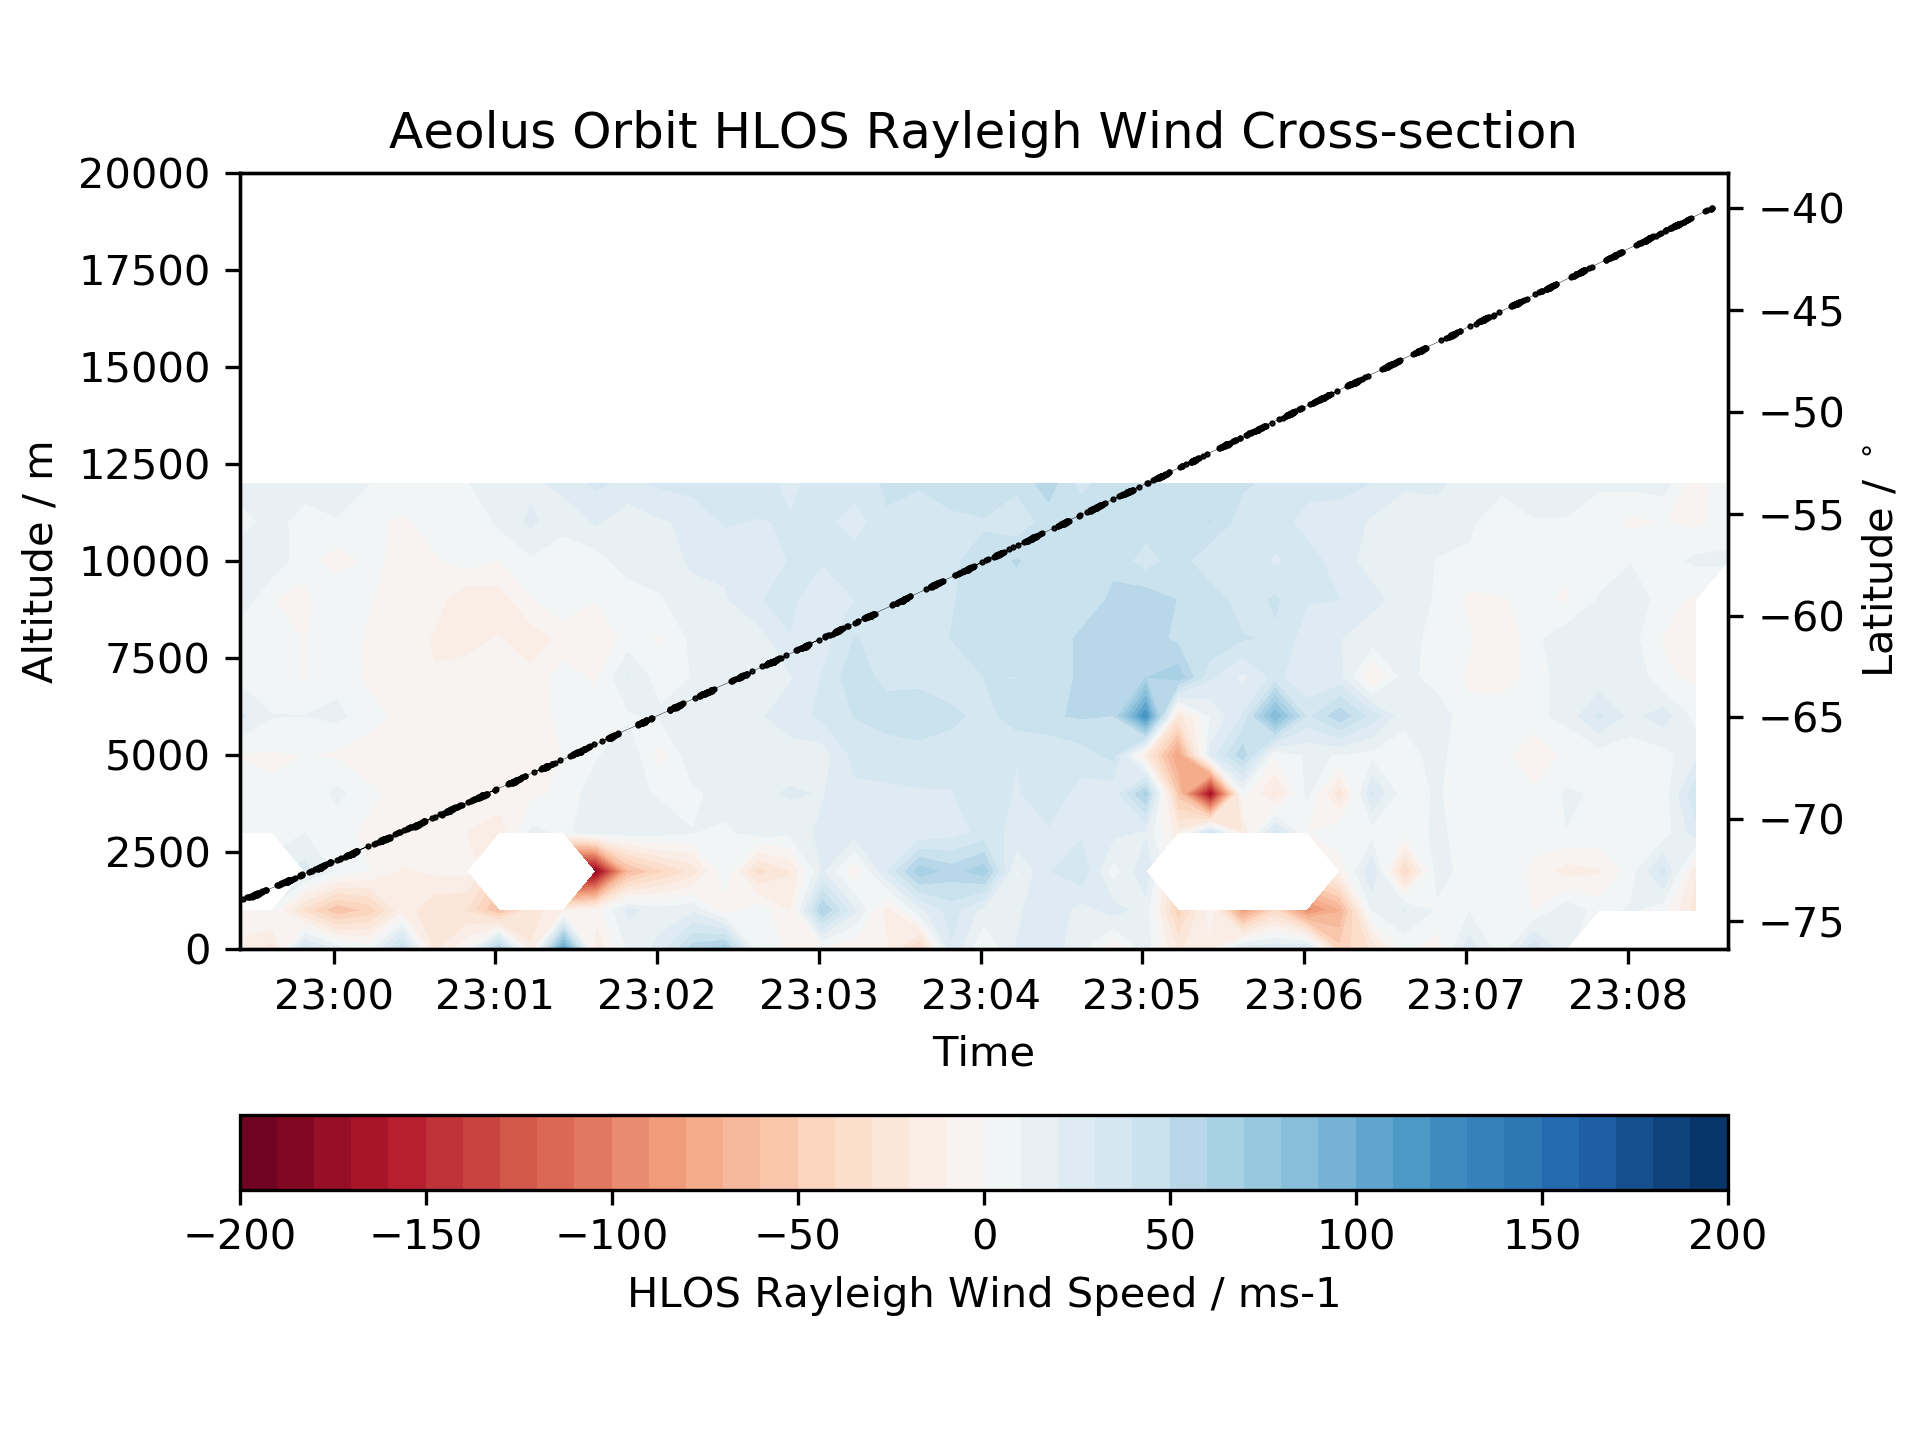 Aeolus Orbit HLOS Rayleigh Wind Cross-section
20000
17500
15000
12500
10000
7500
5000
2500
0
Altitude / m
−40
−45
−50
−55
−60
−65
−70
−75
Latitude / °
23:00 23:01 23:02 23:03 23:04 23:05 23:06 23:07 23:08
Time
−200 −150 −100 −50 0 50 100 150 200
HLOS Rayleigh Wind Speed / ms-1